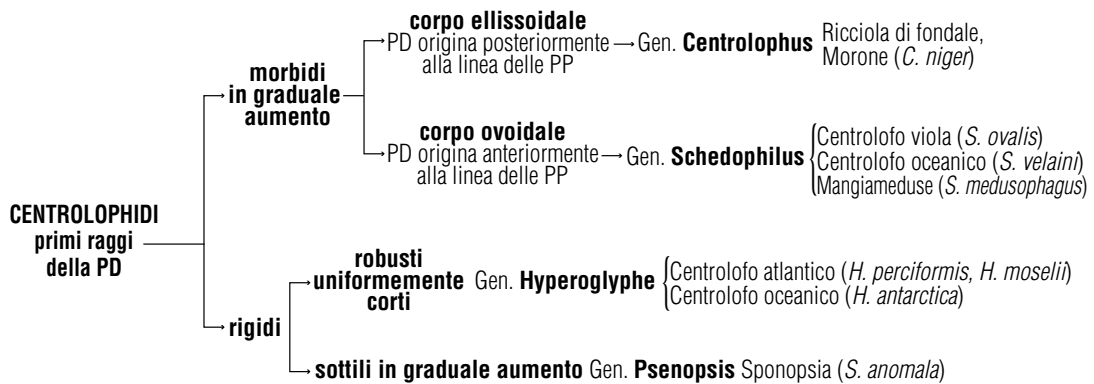 corpo ellissoidale
PD origina posteriormente
alla linea delle PP
Gen. Centrolophus
Ricciola di fondale,
Morone (C. niger)
morbidi
in graduale
aumento
corpo ovoidale
PD origina anteriormente
alla linea delle PP
Gen. Schedophilus
Centrolofo viola (S. ovalis)
Centrolofo oceanico (S. velaini)
Mangiameduse (S. medusophagus)
CENTROLOPHIDI
primi raggi
della PD
robusti
uniformemente
corti
Gen. Hyperoglyphe
Centrolofo atlantico (H. perciformis, H. moselii)
Centrolofo oceanico (H. antarctica)
rigidi
sottili in graduale aumento Gen. Psenopsis Sponopsia (S. anomala)